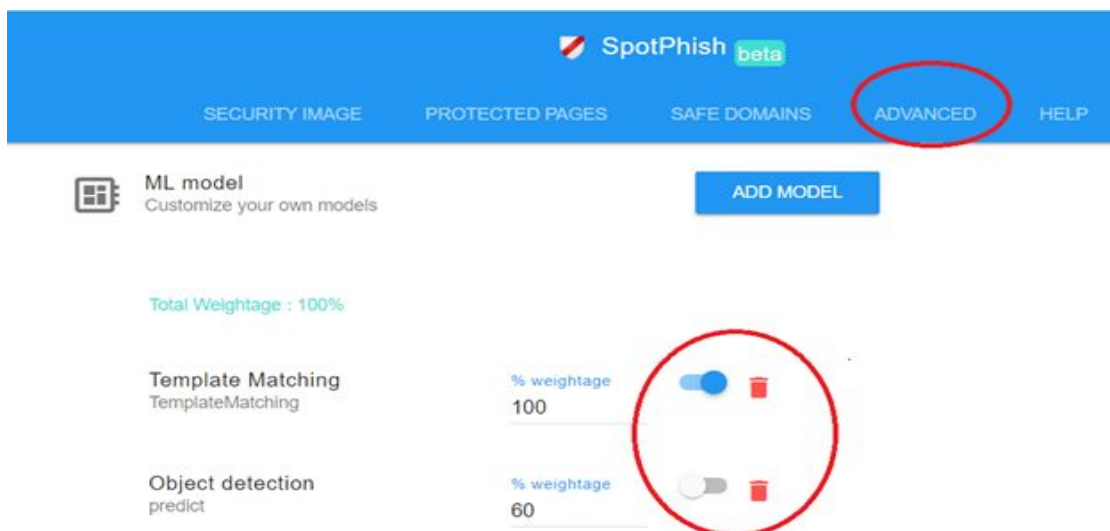 SpotPhish beta
SECURITY IMAGE PROTECTED PAGES SAFE DOMAINS ADVANCED HELP
ML model
Customize your own models
ADD MODEL
Total Weightage : 100%
Template Matching
TemplateMatching
% weightage
100
Object detection
predict
% weightage
60